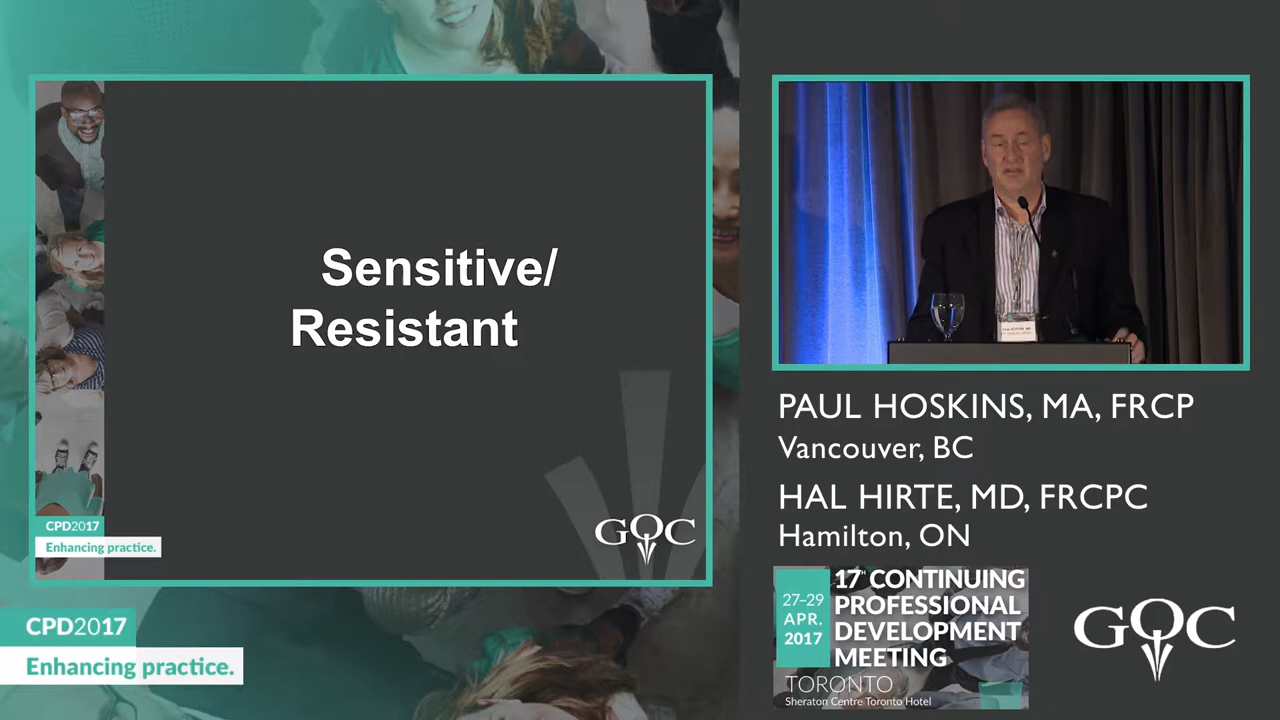 Sensitive/
Resistant
CPD2017
Enhancing practice.
GOC
PAUL HOSKINS, MA, FRCP
Vancouver, BC
HAL HIRTE, MD, FRCPC
Hamilton, ON
27–29
APR.
2017
17th CONTINUING
PROFESSIONAL
DEVELOPMENT
MEETING
TORONTO
Sheraton Centre Toronto Hotel
GOC
CPD2017
Enhancing practice.